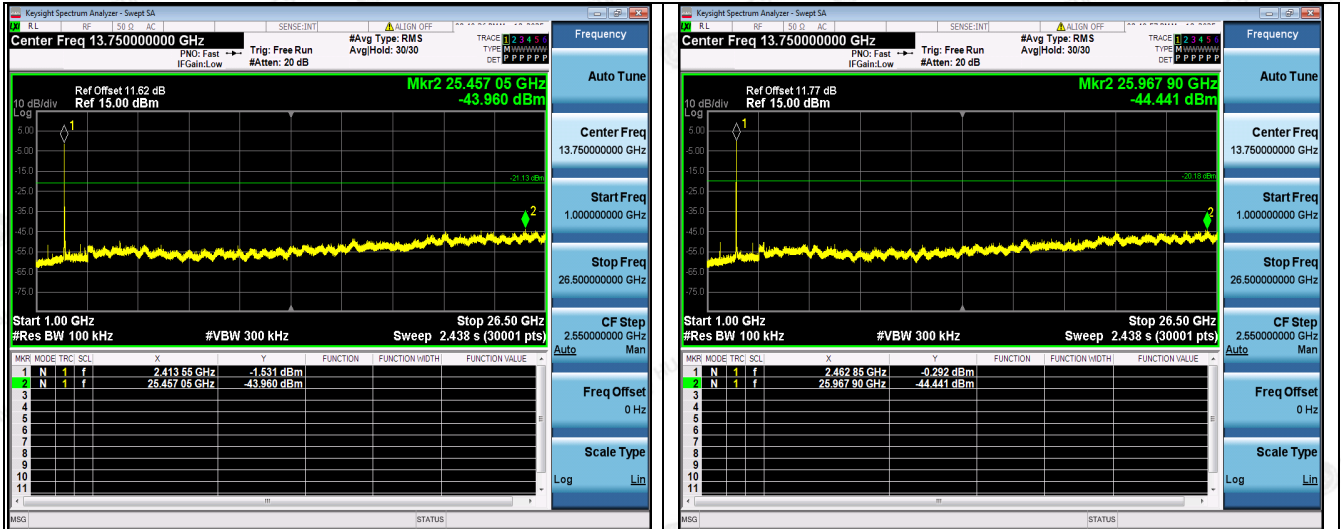 Keysight Spectrum Analyzer - Swept SA
RL RF 50 Ω AC SENSE:INT ALIGN OFF
Center Freq 13.750000000 GHz
PNO: Fast
IFGain:Low
Trig: Free Run
#Atten: 20 dB
#Avg Type: RMS
Avg|Hold: 30/30
TRACE 1 2 3 4 5 6
TYPE M W W W W W
DET P P P P P P
Mkr2 25.457 05 GHz
-43.960 dBm
Ref Offset 11.62 dB
Ref 15.00 dBm
10 dB/div
Log
1
5.00
-5.00
-15.0
-21.13 dBm
-25.0
-35.0
2
-45.0
-55.0
-65.0
-75.0
Start 1.00 GHz
Stop 26.50 GHz
#Res BW 100 kHz
#VBW 300 kHz
Sweep 2.438 s (30001 pts)
MKR MODE TRC SCL X Y FUNCTION FUNCTION WIDTH FUNCTION VALUE
1 N 1 f 2.413 55 GHz -1.531 dBm
2 N 1 f 25.457 05 GHz -43.960 dBm
3
4
5
6
7
8
9
10
11
MSG
STATUS
Frequency
Auto Tune
Center Freq
13.750000000 GHz
Start Freq
1.000000000 GHz
Stop Freq
26.500000000 GHz
CF Step
2.550000000 GHz
Auto Man
Freq Offset
0 Hz
Scale Type
Log Lin
Keysight Spectrum Analyzer - Swept SA
RL RF 50 Ω AC SENSE:INT ALIGN OFF
Center Freq 13.750000000 GHz
PNO: Fast
IFGain:Low
Trig: Free Run
#Atten: 20 dB
#Avg Type: RMS
Avg|Hold: 30/30
TRACE 1 2 3 4 5 6
TYPE M W W W W W
DET P P P P P P
Mkr2 25.967 90 GHz
-44.441 dBm
Ref Offset 11.77 dB
Ref 15.00 dBm
10 dB/div
Log
1
5.00
-5.00
-15.0
-20.18 dBm
-25.0
-35.0
2
-45.0
-55.0
-65.0
-75.0
Start 1.00 GHz
Stop 26.50 GHz
#Res BW 100 kHz
#VBW 300 kHz
Sweep 2.438 s (30001 pts)
MKR MODE TRC SCL X Y FUNCTION FUNCTION WIDTH FUNCTION VALUE
1 N 1 f 2.462 85 GHz -0.292 dBm
2 N 1 f 25.967 90 GHz -44.441 dBm
3
4
5
6
7
8
9
10
11
MSG
STATUS
Frequency
Auto Tune
Center Freq
13.750000000 GHz
Start Freq
1.000000000 GHz
Stop Freq
26.500000000 GHz
CF Step
2.550000000 GHz
Auto Man
Freq Offset
0 Hz
Scale Type
Log Lin